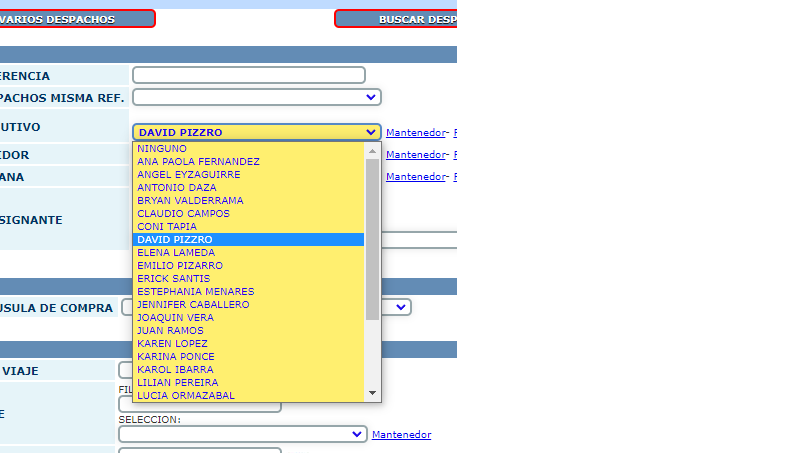 VARIOS DESPACHOS
BUSCAR DESP
ERENCIA
PACHOS MISMA REF.
UTIVO
DAVID PIZZRO
Mantenedor-
NINGUNO
ANA PAOLA FERNANDEZ
IDOR
Mantenedor-
ANGEL EYZAGUIRRE
ANA
Mantenedor-
ANTONIO DAZA
BRYAN VALDERRAMA
CLAUDIO CAMPOS
SIGNANTE
CONI TAPIA
DAVID PIZZRO
ELENA LAMEDA
EMILIO PIZARRO
ERICK SANTIS
ESTEPHANIA MENARES
USULA DE COMPRA
JENNIFER CABALLERO
JOAQUIN VERA
JUAN RAMOS
KAREN LOPEZ
KARINA PONCE
VIAJE
KAROL IBARRA
LILIAN PEREIRA
FIL
LUCIA ORMAZABAL
E
SELECCION:
Mantenedor